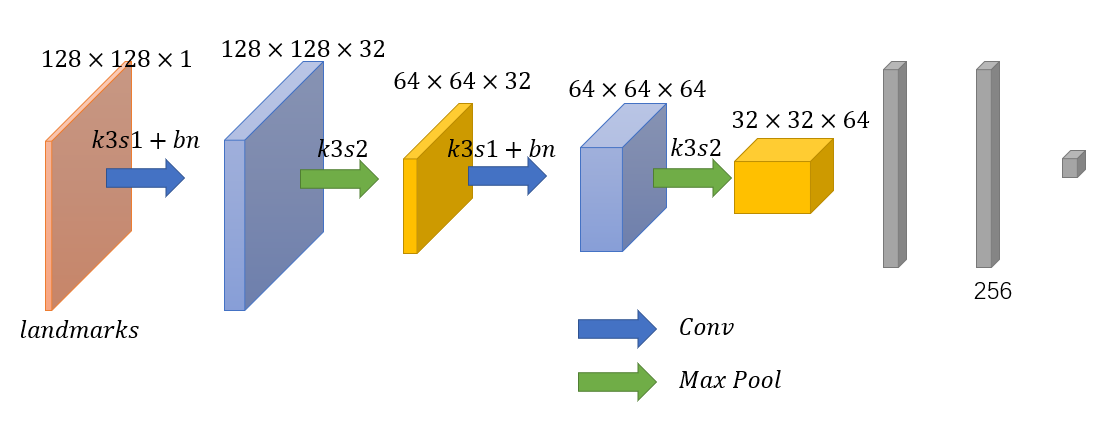 128 × 128 × 1
128 × 128 × 32
64 × 64 × 32
64 × 64 × 64
32 × 32 × 64
k3s1 + bn
k3s2
k3s1 + bn
k3s2
256
landmarks
Conv
Max Pool